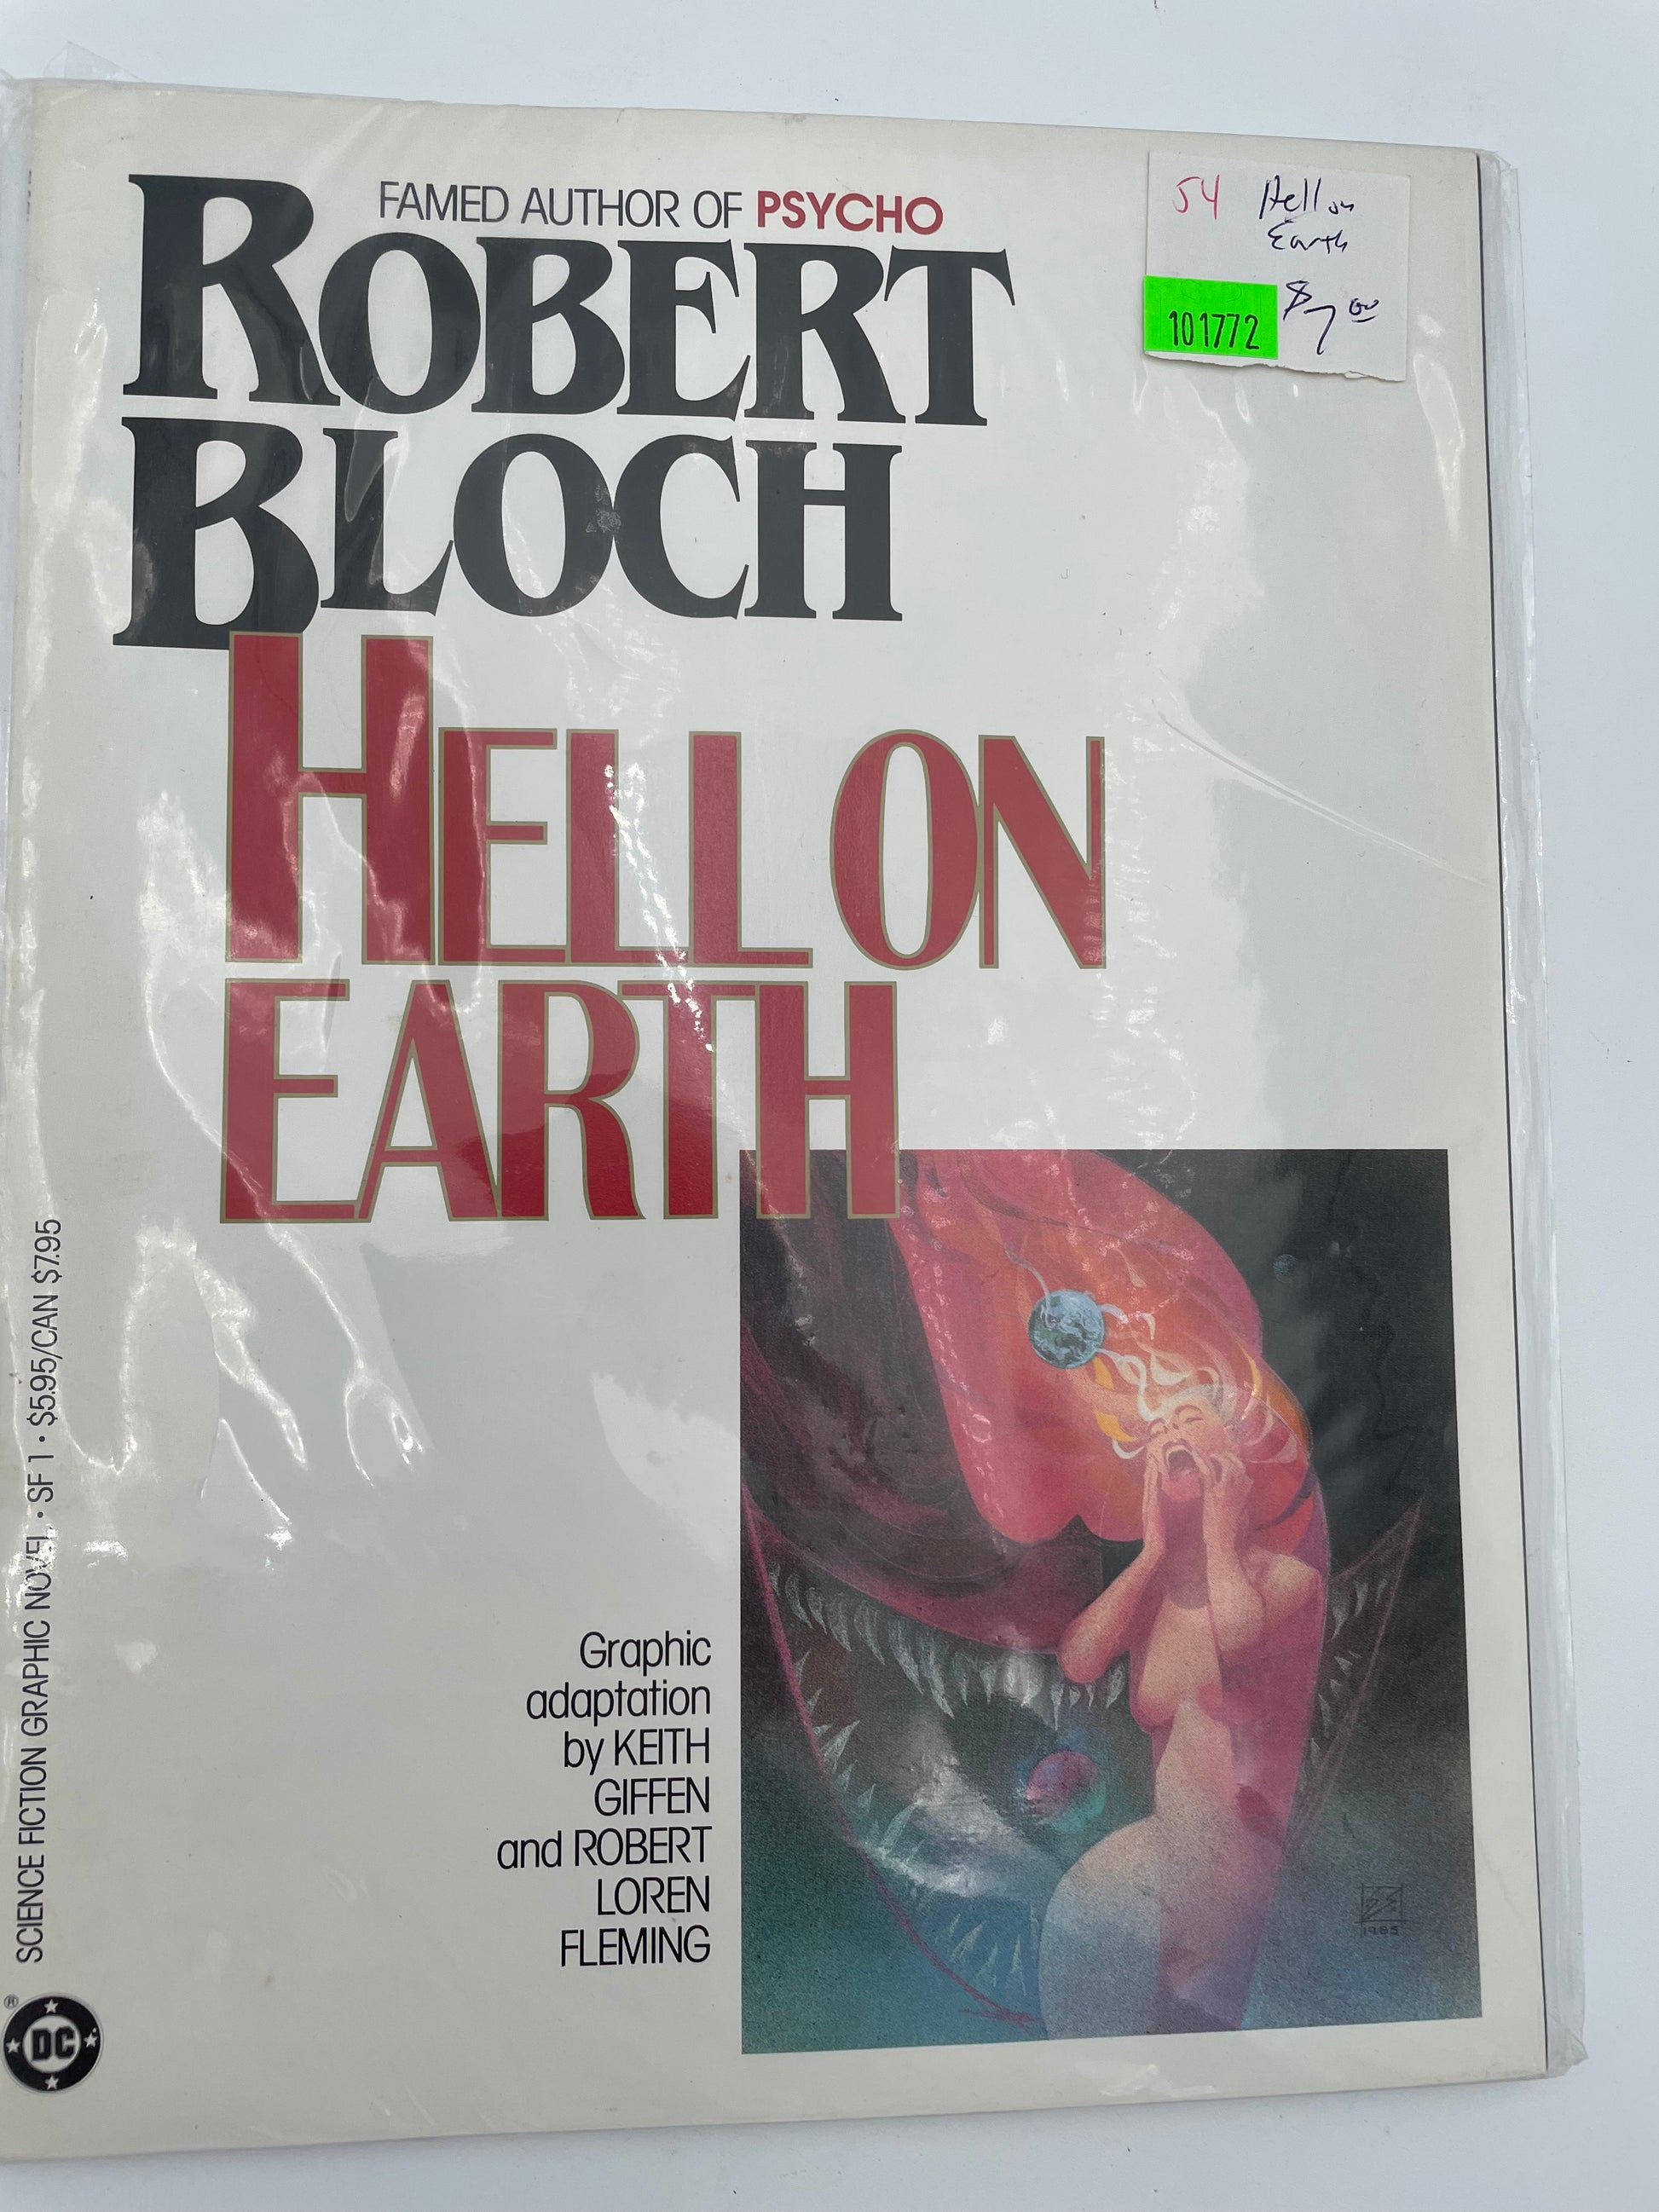 FAMED AUTHOR OF PSYCHO
ROBERT
BLOCH
HELL ON
EARTH
54 Hell on
Earth
$7.00
101772
SCIENCE FICTION GRAPHIC NOVEL • SF 1 • $5.95/CAN $7.95
Graphic
adaptation
by KEITH
GIFFEN
and ROBERT
LOREN
FLEMING
1985
®
DC